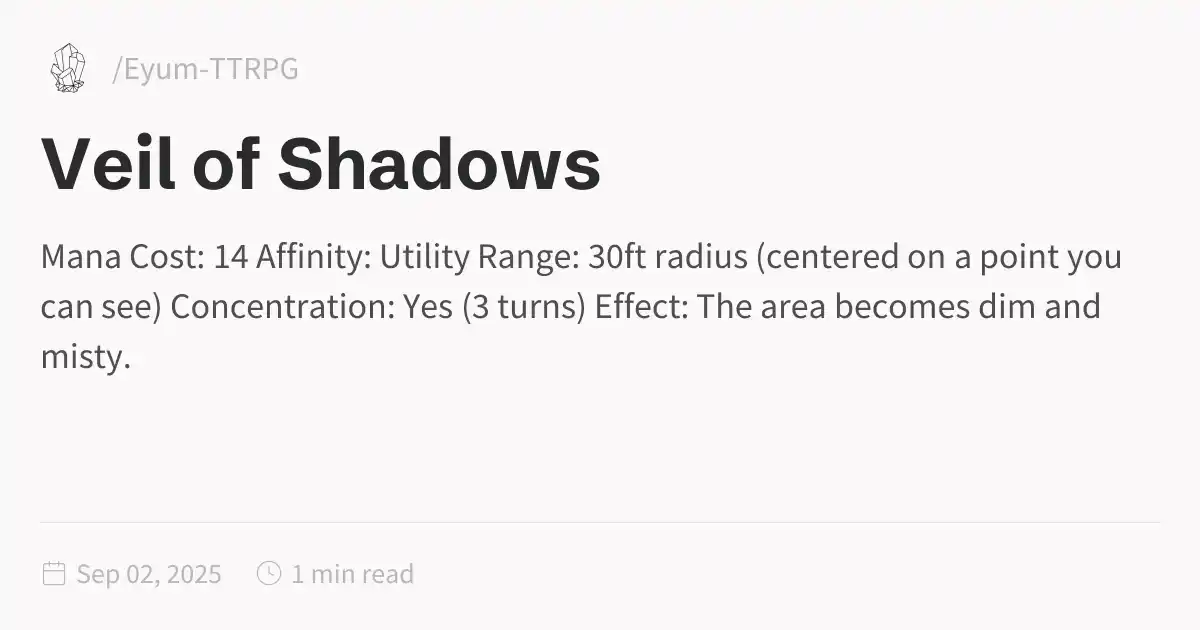 /Eyum-TTRPG
Veil of Shadows
Mana Cost: 14 Affinity: Utility Range: 30ft radius (centered on a point you
can see) Concentration: Yes (3 turns) Effect: The area becomes dim and
misty.
Sep 02, 2025 1 min read